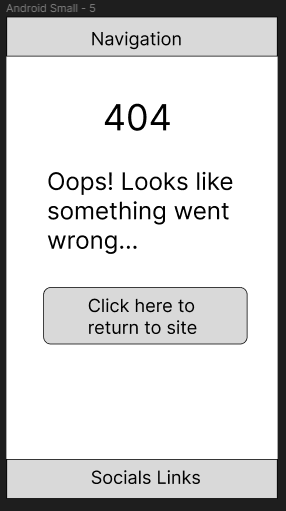 Android Small - 5
Navigation
404
Oops! Looks like
something went
wrong...
Click here to
return to site
Socials Links